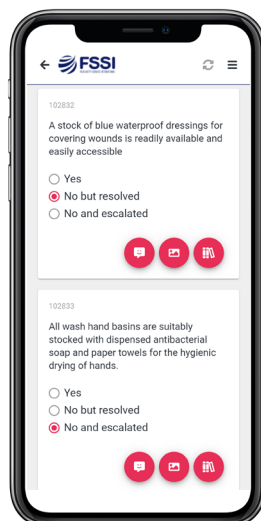 FSSI
102832
A stock of blue waterproof dressings for
covering wounds is readily available and
easily accessible
Yes
No but resolved
No and escalated
102833
All wash hand basins are suitably
stocked with dispensed antibacterial
soap and paper towels for the hygienic
drying of hands.
Yes
No but resolved
No and escalated